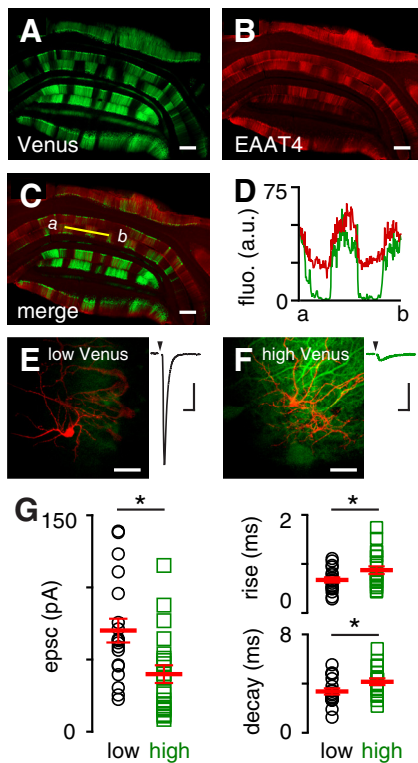 A
Venus
B
EAAT4
C
a
b
merge
D
75
fluo. (a.u.)
0
a
b
E
low Venus
F
high Venus
G
150
*
epsc (pA)
0
low
high
2
*
rise (ms)
0
8
*
decay (ms)
0
low
high